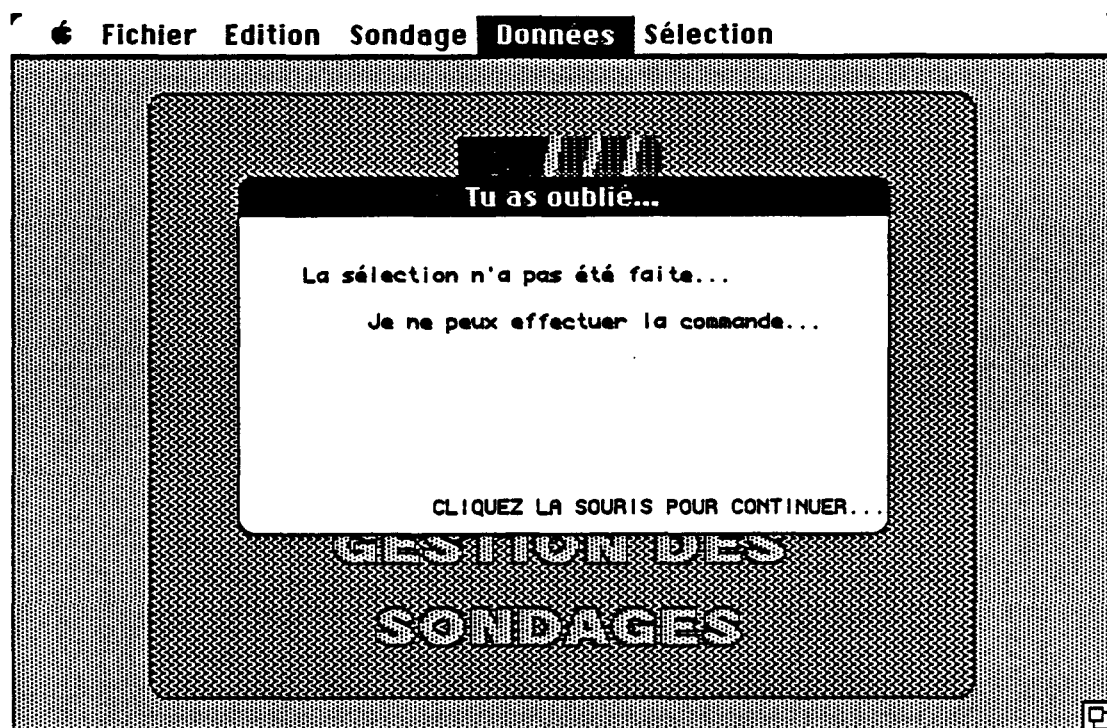 Fichier Edition Sondage Données Sélection
Tu as oublié...
La sélection n'a pas été faite...
Je ne peux effectuer la commande...
CLIQUEZ LA SOURIS POUR CONTINUER...
GESTION DES
SONDAGES